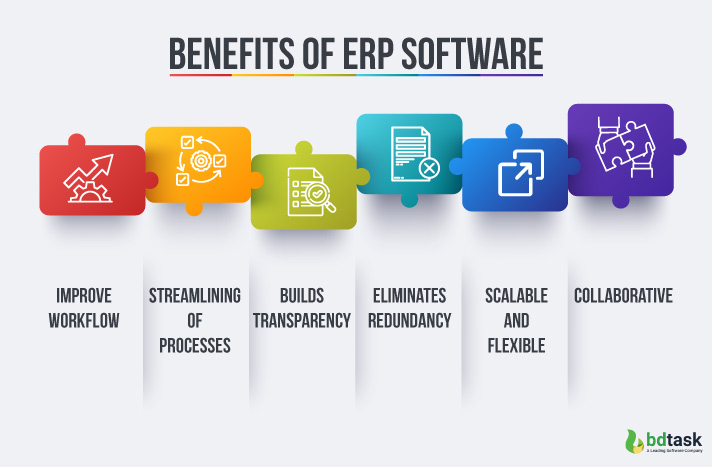 BENEFITS OF ERP SOFTWARE
IMPROVE
WORKFLOW
STREAMLINING
OF
PROCESSES
BUILDS
TRANSPARENCY
ELIMINATES
REDUNDANCY
SCALABLE
AND
FLEXIBLE
COLLABORATIVE
bdtask
A Leading Software Company